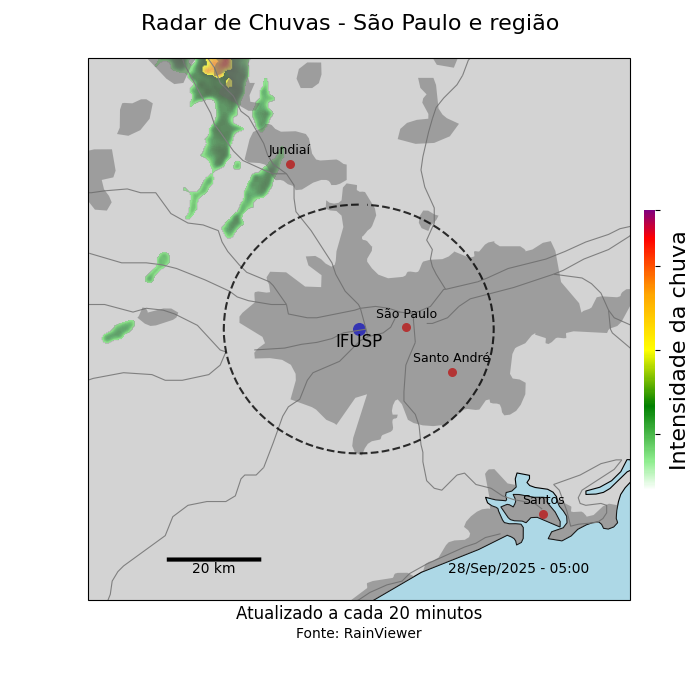 Radar de Chuvas - São Paulo e região
Jundiaí
São Paulo
IFUSP
Santo André
Santos
20 km
28/Sep/2025 - 05:00
Intensidade da chuva
Atualizado a cada 20 minutos
Fonte: RainViewer